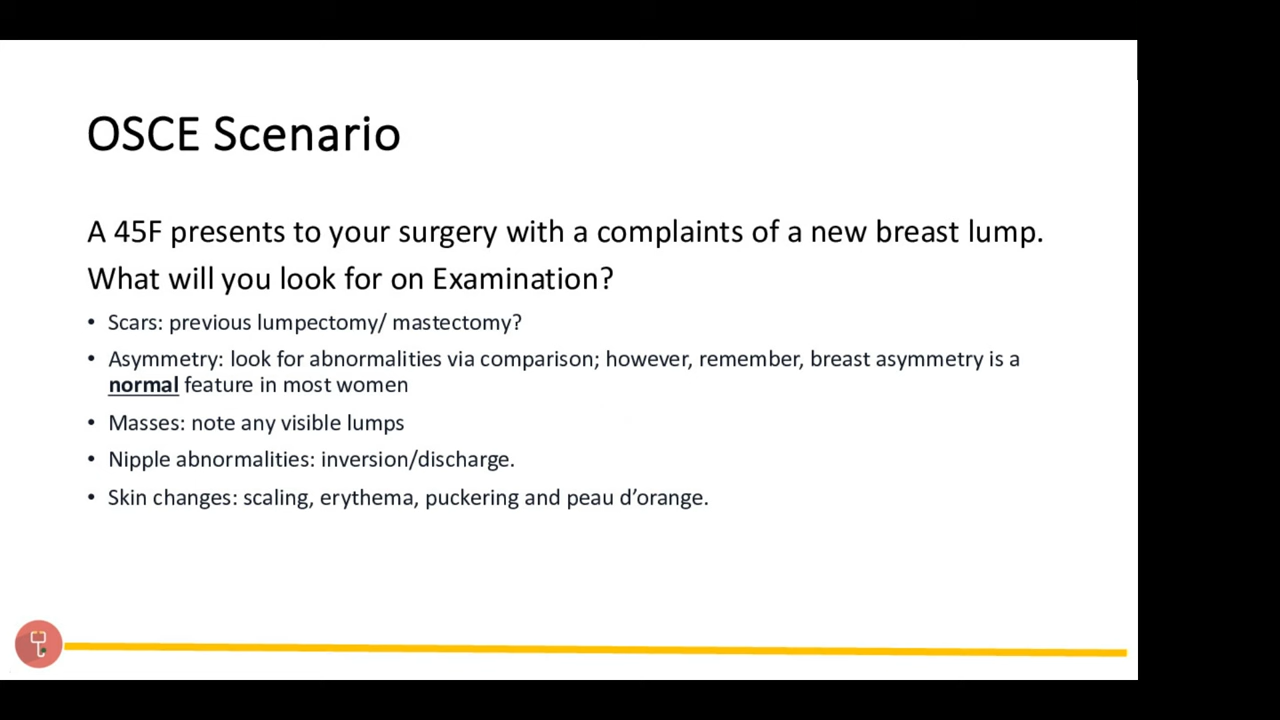 OSCE Scenario
A 45F presents to your surgery with a complaints of a new breast lump.
What will you look for on Examination?
• Scars: previous lumpectomy/ mastectomy?
• Asymmetry: look for abnormalities via comparison; however, remember, breast asymmetry is a
normal feature in most women
• Masses: note any visible lumps
• Nipple abnormalities: inversion/discharge.
• Skin changes: scaling, erythema, puckering and peau d’orange.